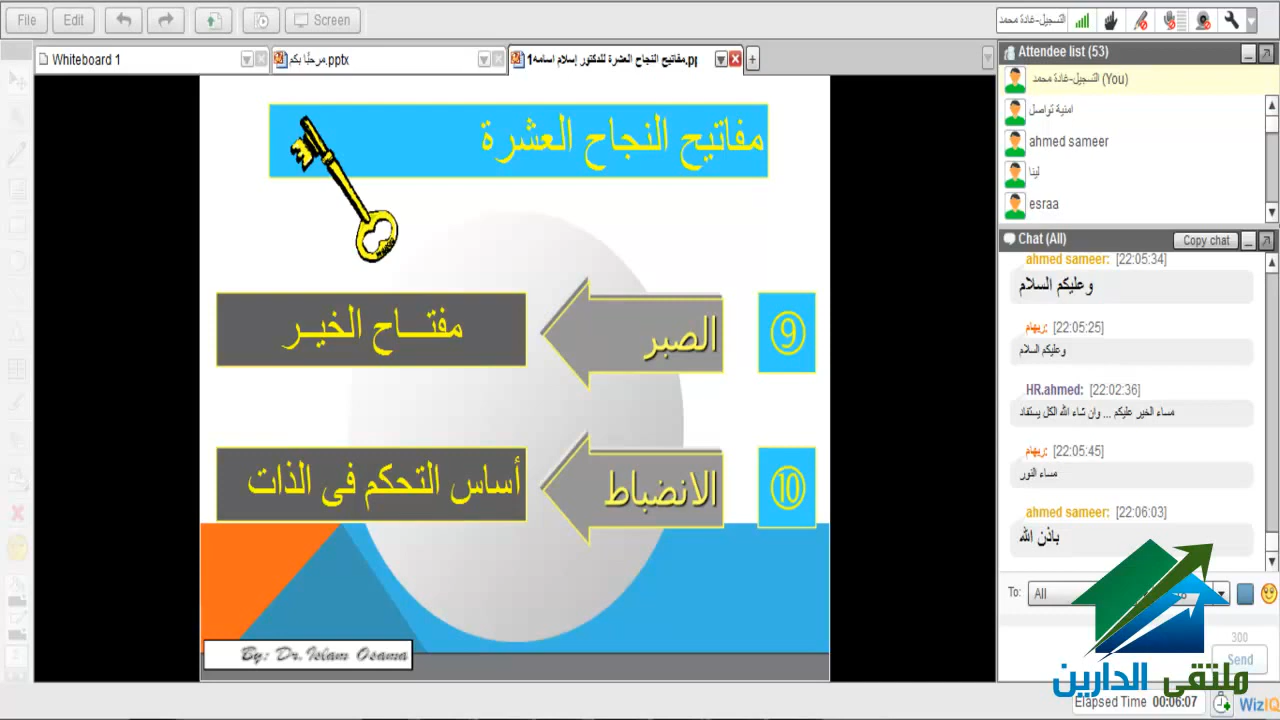 File
Edit
Screen
التسجيل-غادة محمد
Whiteboard 1
مرحبًا بكم.pptx
مفاتيح النجاح العشرة للدكتور إسلام اسامه1.pp
Attendee list (53)
التسجيل-غادة محمد (You)
امنية تواصل
ahmed sameer
لينا
esraa
مفاتيح النجاح العشرة
⑨
الصبر
مفتـــاح الخيـر
⑩
الانضباط
أساس التحكم فى الذات
By: Dr.Islam Osama
Chat (All)
Copy chat
ahmed sameer: [22:05:34]
وعليكم السلام
ريهام: [22:05:25]
وعليكم السلام
HR.ahmed: [22:02:36]
مساء الخير عليكم ... وان شاء الله الكل يستفاد
ريهام: [22:05:45]
مساء النور
ahmed sameer: [22:06:03]
باذن الله
To:
All
300
Send
ملتقى الدارين
Elapsed Time 00:06:07
WizIQ